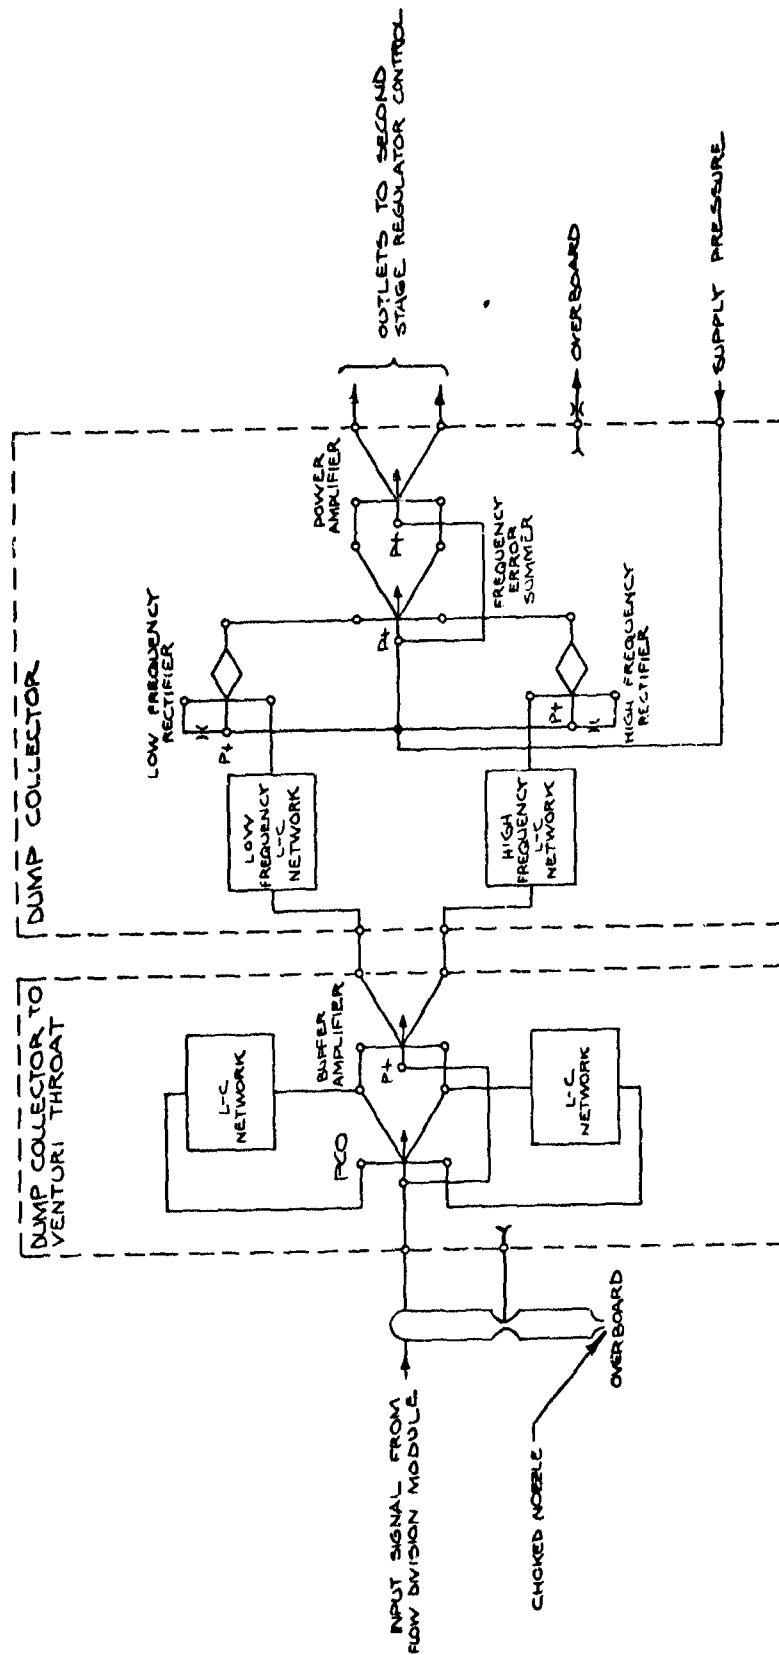 DUMP COLLECTOR TO
VENTURI THROAT
DUMP COLLECTOR
INPUT SIGNAL FROM
FLOW DIVISION MODULE
CHOKED NOZZLE
OVERBOARD
PCO
L-C
NETWORK
L-C
NETWORK
BUFFER
AMPLIFIER
P+
LOW
FREQUENCY
L-C
NETWORK
HIGH
FREQUENCY
L-C
NETWORK
LOW FREQUENCY
RECTIFIER
P+
P+
HIGH FREQUENCY
RECTIFIER
P+
FREQUENCY
ERROR
SUMMER
P+
POWER
AMPLIFIER
OUTLETS TO SECOND
STAGE REGULATOR CONTROL
OVERBOARD
SUPPLY PRESSURE